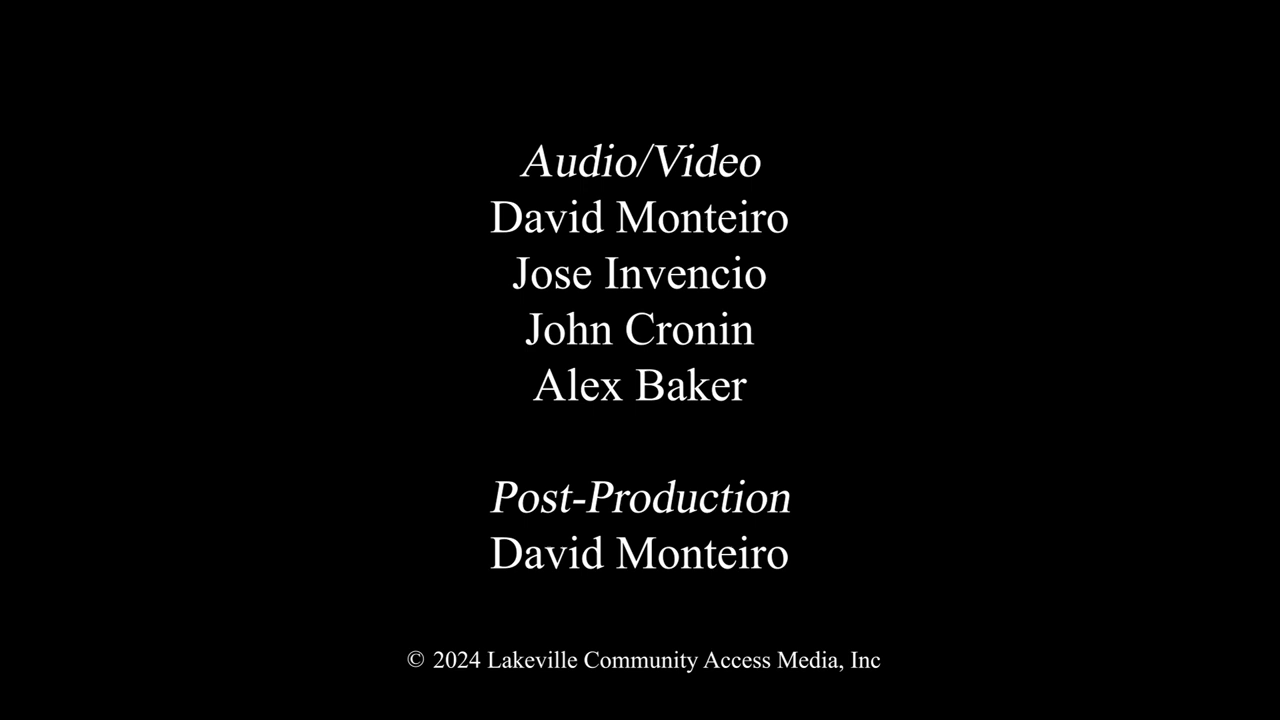 Audio/Video
David Monteiro
Jose Invencio
John Cronin
Alex Baker
Post-Production
David Monteiro
© 2024 Lakeville Community Access Media, Inc